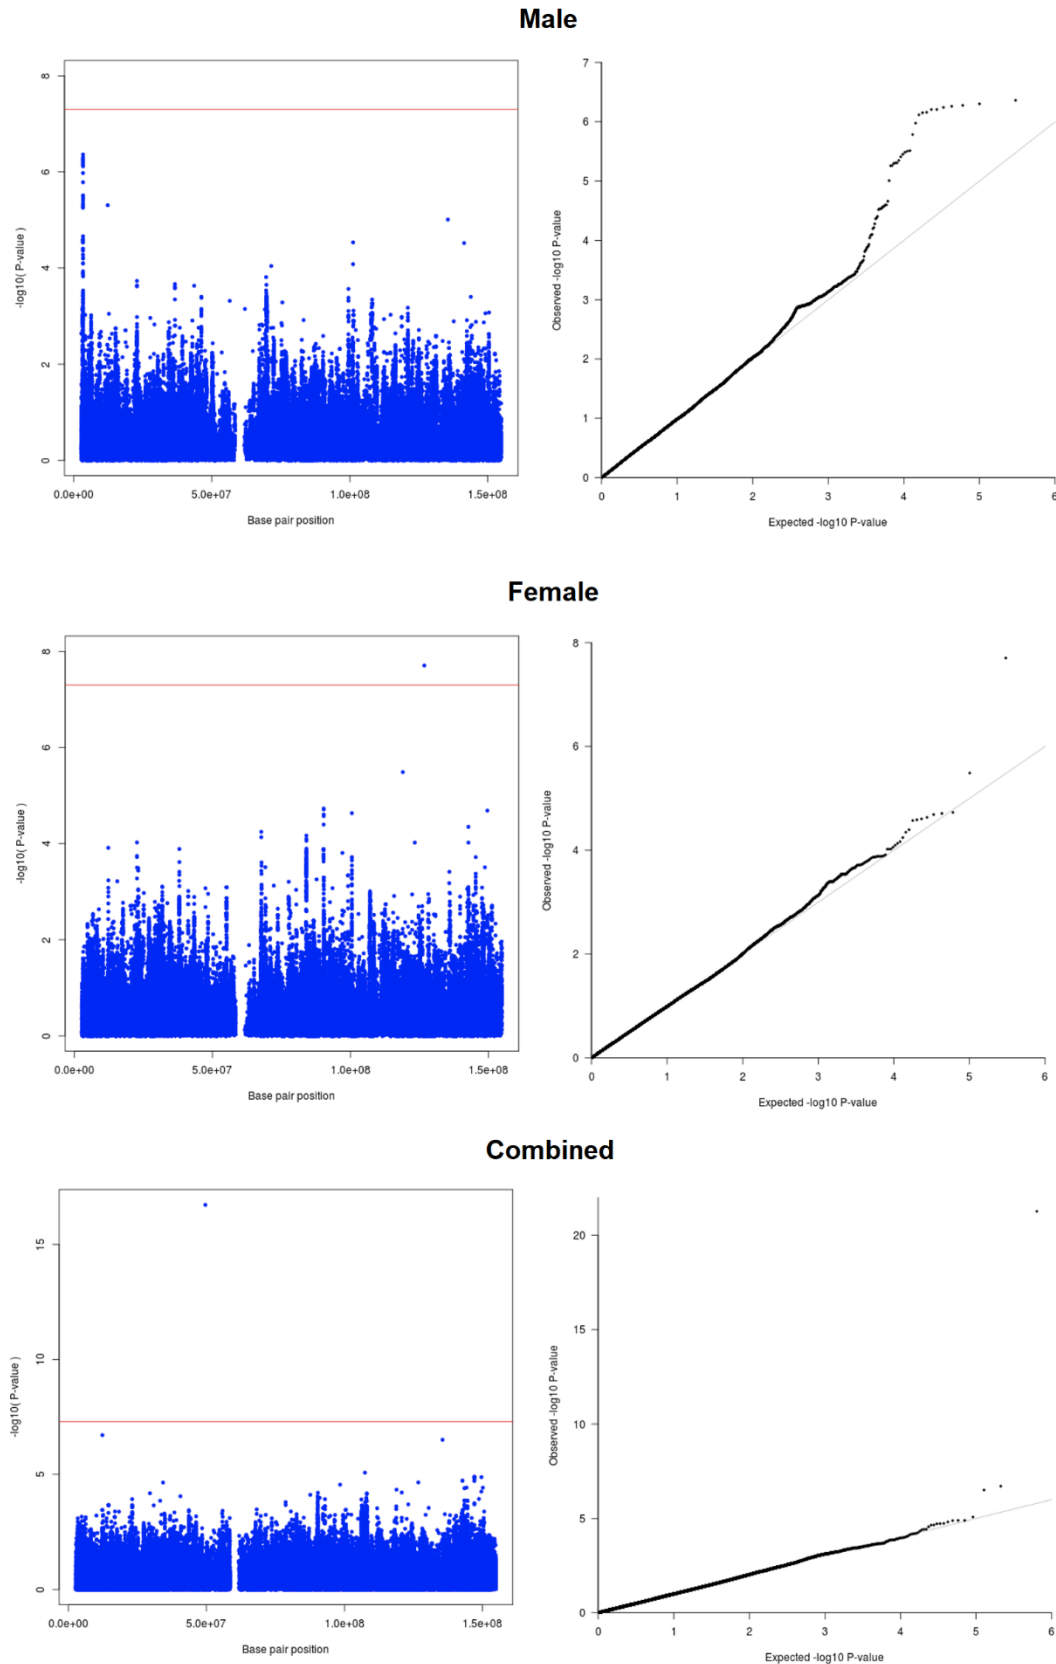 Male
-log10( P-value )
8
6
4
2
0
0.0e+00 5.0e+07 1.0e+08 1.5e+08
Base pair position
Observed -log10 P-value
7
6
5
4
3
2
1
0
0 1 2 3 4 5 6
Expected -log10 P-value
Female
-log10( P-value )
8
6
4
2
0
0.0e+00 5.0e+07 1.0e+08 1.5e+08
Base pair position
Observed -log10 P-value
8
6
4
2
0
0 1 2 3 4 5 6
Expected -log10 P-value
Combined
-log10( P-value )
15
10
5
0
0.0e+00 5.0e+07 1.0e+08 1.5e+08
Base pair position
Observed -log10 P-value
20
15
10
5
0
0 1 2 3 4 5 6
Expected -log10 P-value